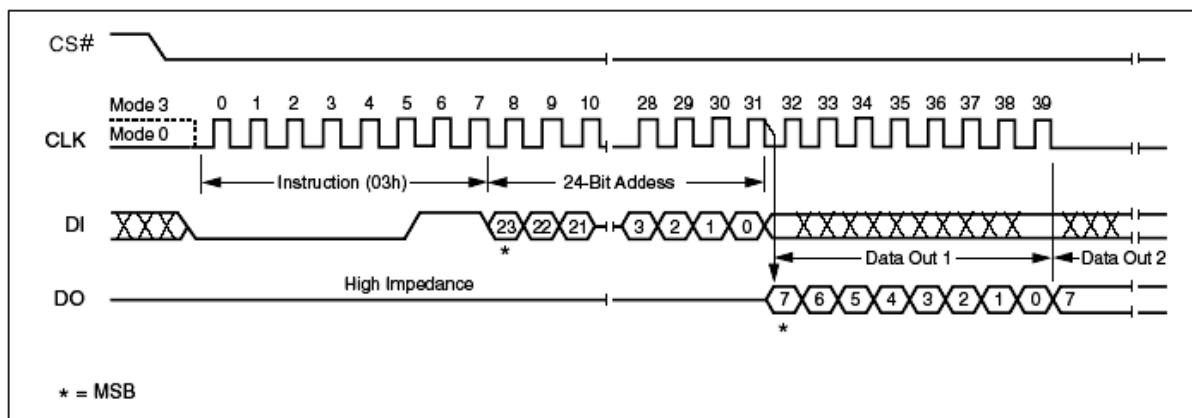 CS#
Mode 3 0 1 2 3 4 5 6 7 8 9 10 28 29 30 31 32 33 34 35 36 37 38 39
CLK Mode 0
Instruction (03h) 24-Bit Addess
DI 23 22 21 3 2 1 0
* Data Out 1 Data Out 2
High Impedance
DO 7 6 5 4 3 2 1 0 7
*
* = MSB